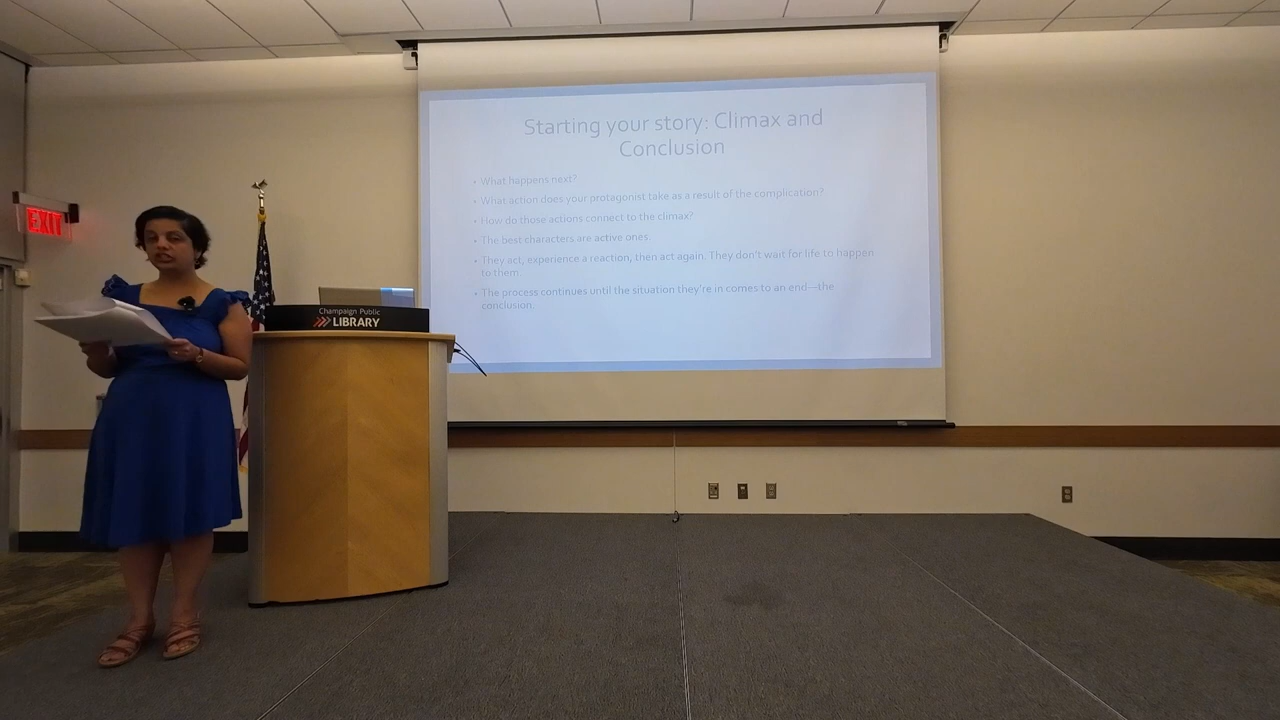 Starting your story: Climax and
Conclusion
• What happens next?
• What action does your protagonist take as a result of the complication?
• How do those actions connect to the climax?
• The best characters are active ones.
• They act, experience a reaction, then act again. They don't wait for life to happen
to them.
• The process continues until the situation they're in comes to an end—the
conclusion.
EXIT
Champaign Public
LIBRARY